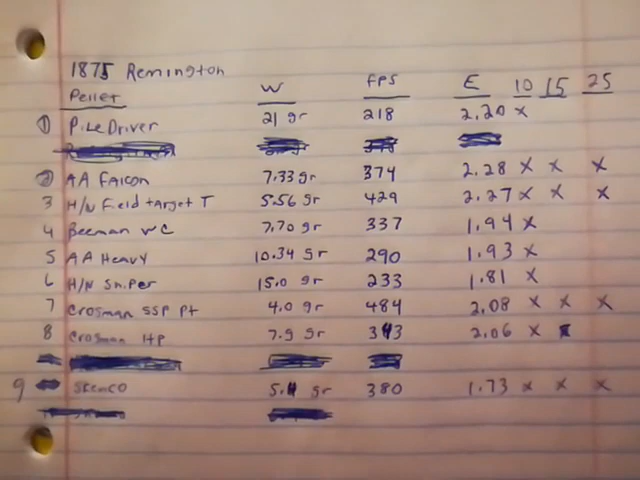 1875 Remington
Pellet W FPS E 10 15 25
1 PileDriver 21 gr 218 2.20 x
2 AA Falcon 7.33 gr 374 2.28 x x x
3 H/N Field target T 5.56 gr 429 2.27 x x x
4 Beeman WC 7.70 gr 337 1.94 x
5 AA Heavy 10.34 gr 290 1.93 x
6 H/N Sniper 15.0 gr 233 1.81 x
7 Crosman SSP Pt 4.0 gr 484 2.08 x x x
8 Crosman HP 7.9 gr 343 2.06 x
9 Skenco 5. gr 380 1.73 x x x